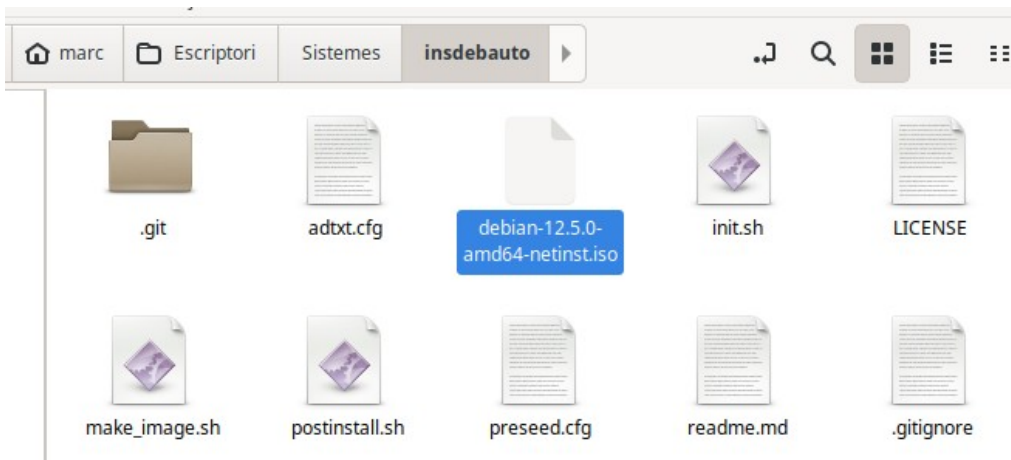 marc Escriptori Sistemes insdebauto
.git adtxt.cfg debian-12.5.0- init.sh LICENSE
amd64-netinst.iso
make_image.sh postinstall.sh preseed.cfg readme.md .gitignore